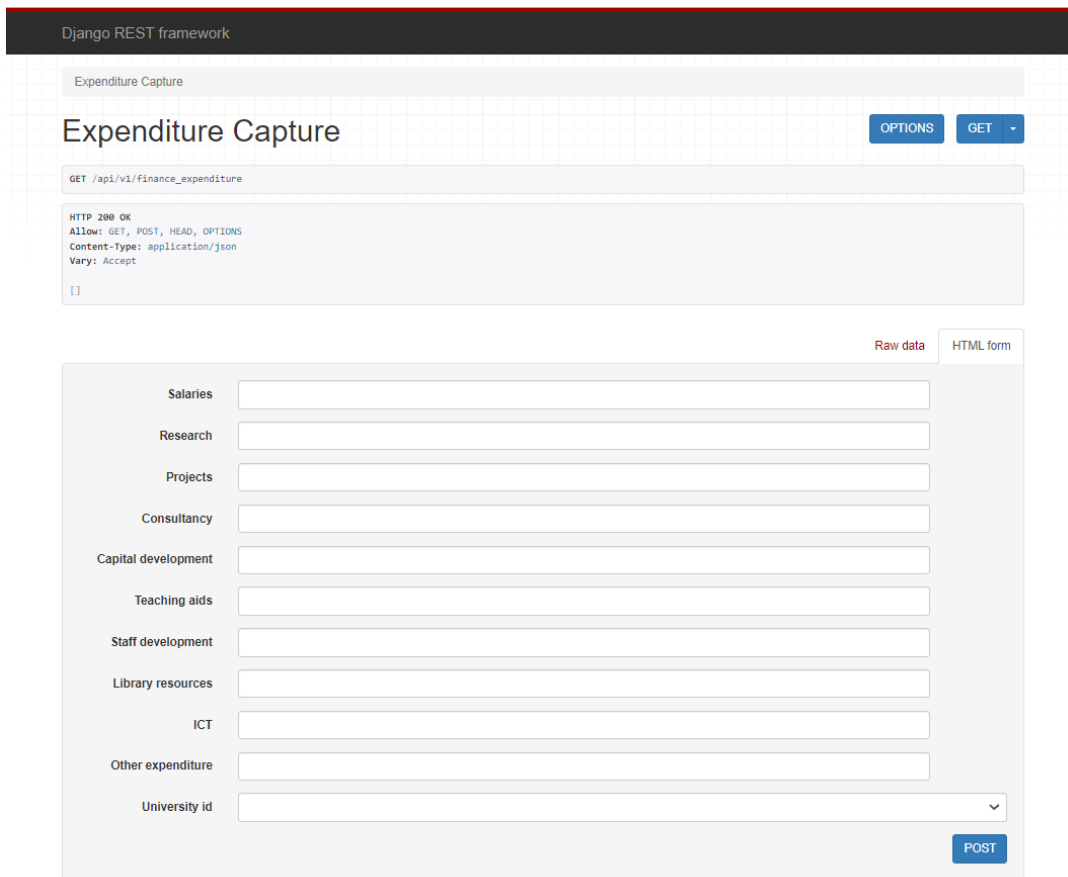 Django REST framework
Expenditure Capture
Expenditure Capture
OPTIONS
GET
GET /api/v1/finance_expenditure
HTTP 200 OK
Allow: GET, POST, HEAD, OPTIONS
Content-Type: application/json
Vary: Accept
[]
Raw data
HTML form
Salaries
Research
Projects
Consultancy
Capital development
Teaching aids
Staff development
Library resources
ICT
Other expenditure
University id
POST